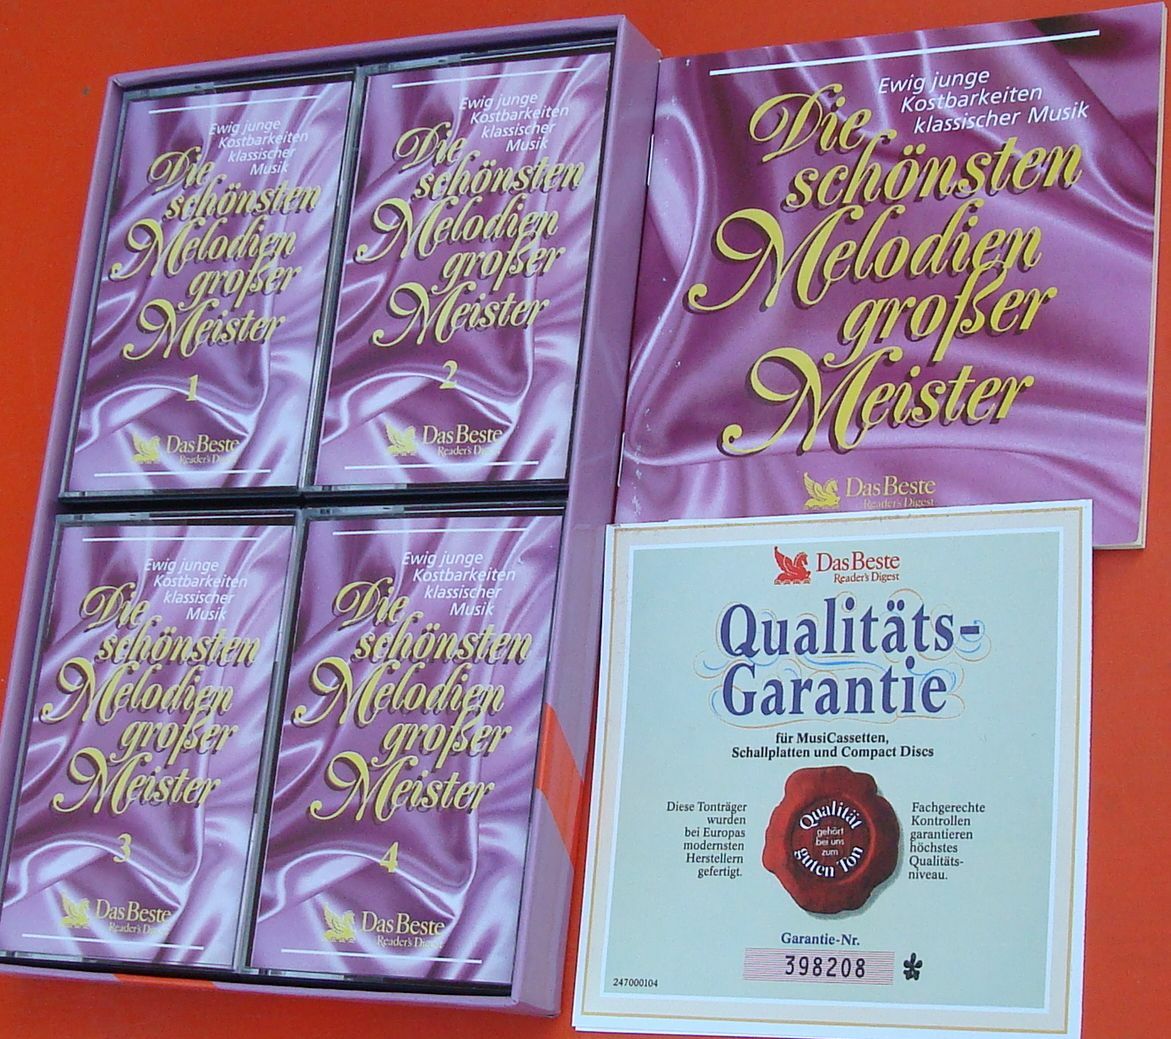 Ewig junge
Kostbarkeiten
klassischer
Musik
Die
schönsten
Melodien
großer
Meister
1
Das Beste
Reader's Digest
Ewig junge
Kostbarkeiten
klassischer
Musik
Die
schönsten
Melodien
großer
Meister
2
Das Beste
Reader's Digest
Ewig junge
Kostbarkeiten
klassischer Musik
Die
schönsten
Melodien
großer
Meister
Das Beste
Reader's Digest
Ewig junge
Kostbarkeiten
klassischer
Musik
Die
schönsten
Melodien
großer
Meister
3
Das Beste
Reader's Digest
Ewig junge
Kostbarkeiten
klassischer
Musik
Die
schönsten
Melodien
großer
Meister
4
Das Beste
Reader's Digest
Das Beste
Reader's Digest
Qualitäts-
Garantie
für MusiCassetten,
Schallplatten und Compact Discs
Diese Tonträger
wurden
bei Europas
modernsten
Herstellern
gefertigt.
Qualität
gehört
bei uns
zum
guten Ton
Fachgerechte
Kontrollen
garantieren
höchstes
Qualitäts-
niveau.
Garantie-Nr.
398208
247000104